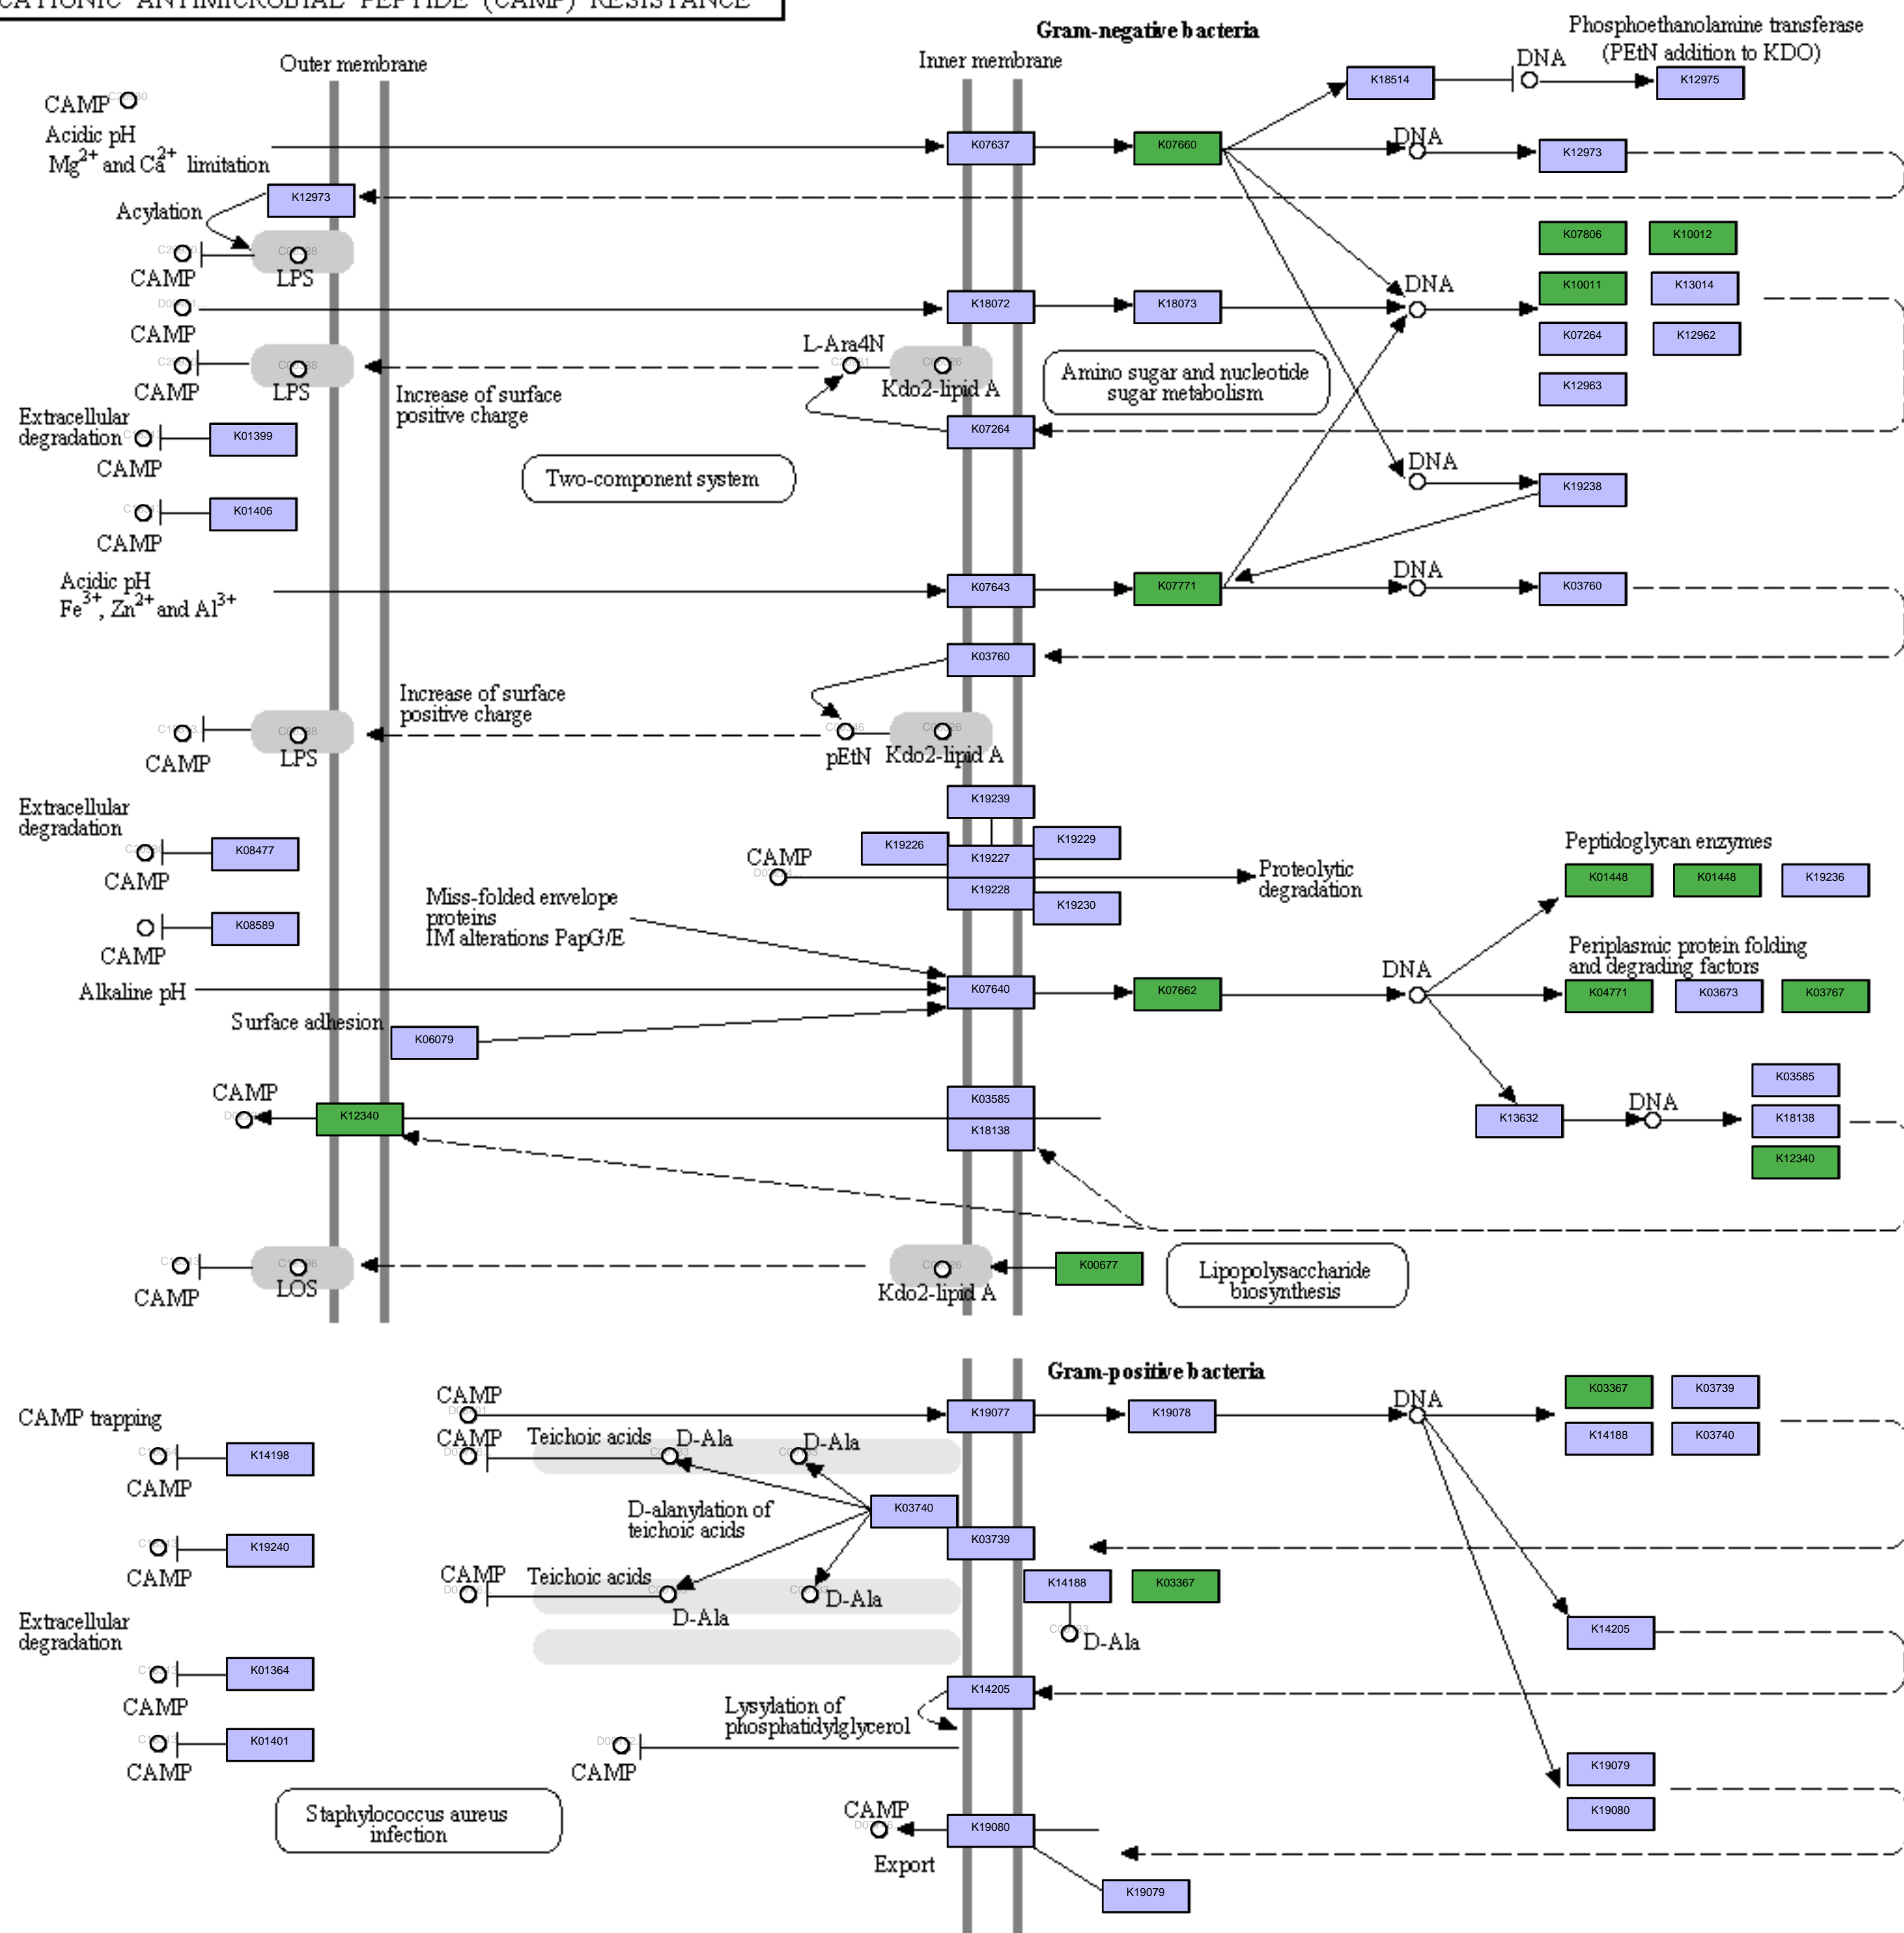 CATIONIC ANTIMICROBIAL PEPTIDE (CAMP) RESISTANCE
Gram-negative bacteria
Phosphoethanolamine transferase
(PEtN addition to KDO)
Outer membrane
Inner membrane
DNA
K18514
K12975
CAMP
Acidic pH
Mg2+ and Ca2+ limitation
K07637
K07660
DNA
K12973
K12973
Acylation
CAMP
LPS
K07806
K10012
K10011
K13014
K07264
K12962
K12963
CAMP
K18072
K18073
DNA
L-Ara4N
CAMP
LPS
Kdo2-lipid A
Increase of surface
positive charge
Amino sugar and nucleotide
sugar metabolism
K07264
Extracellular
degradation
K01399
CAMP
Two-component system
DNA
K19238
K01406
CAMP
Acidic pH
Fe3+, Zn2+ and Al3+
K07643
K07771
DNA
K03760
K03760
Increase of surface
positive charge
CAMP
LPS
pEtN
Kdo2-lipid A
K19239
Extracellular
degradation
K08477
CAMP
K19226
K19229
K19227
K19228
K19230
CAMP
Proteolytic
degradation
Peptidoglycan enzymes
K01448
K01448
K19236
Miss-folded envelope
proteins
IM alterations PapG/E
K08589
CAMP
Periplasmic protein folding
and degrading factors
K04771
K03673
K03767
Alkaline pH
K07640
K07662
DNA
Surface adhesion
K06079
CAMP
K12340
K03585
K18138
K13632
DNA
K03585
K18138
K12340
CAMP
LOS
Kdo2-lipid A
K00677
Lipopolysaccharide
biosynthesis
Gram-positive bacteria
CAMP trapping
CAMP
K19077
K19078
DNA
K03367
K03739
K14188
K03740
K14198
CAMP
CAMP
Teichoic acids
D-Ala
D-Ala
D-alanylation of
teichoic acids
K03740
K03739
K19240
CAMP
CAMP
Teichoic acids
D-Ala
D-Ala
K14188
K03367
D-Ala
K14205
Extracellular
degradation
K01364
CAMP
K14205
Lysylation of
phosphatidylglycerol
K01401
CAMP
CAMP
K19079
K19080
Staphylococcus aureus
infection
CAMP
K19080
Export
K19079